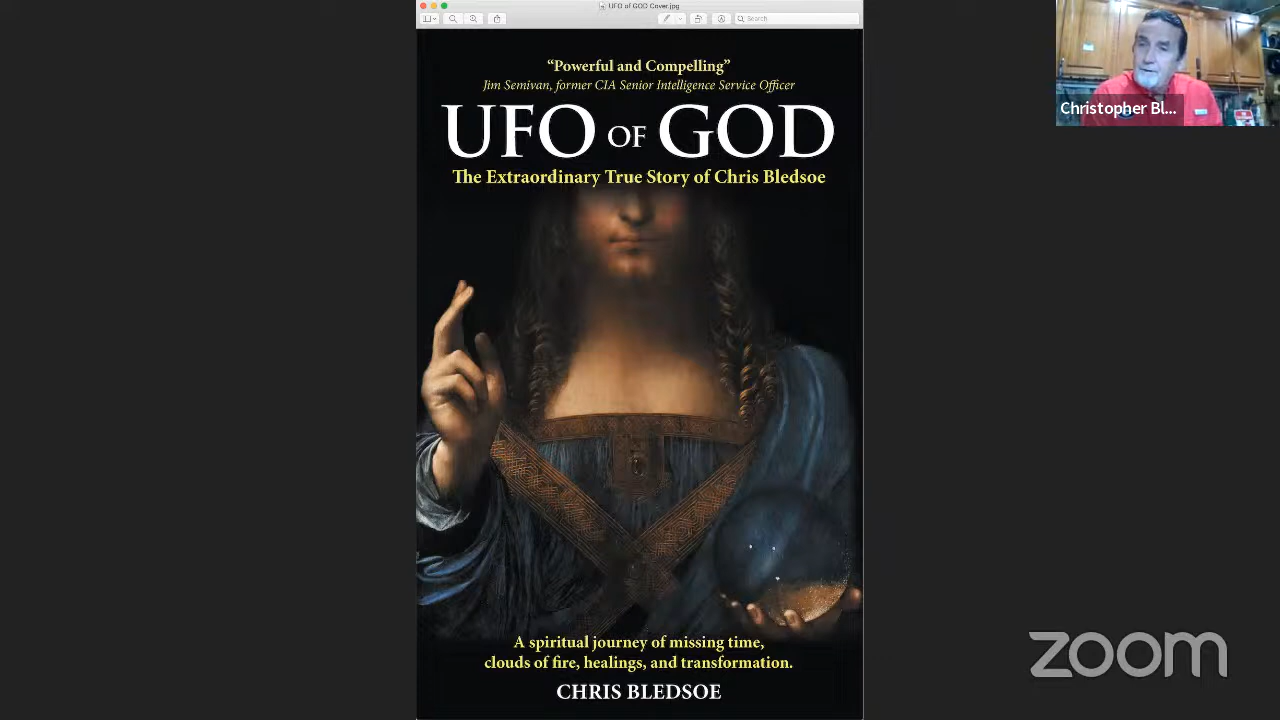 UFO of GOD Cover.jpg
Search
“Powerful and Compelling”
Jim Semivan, former CIA Senior Intelligence Service Officer
UFO OF GOD
The Extraordinary True Story of Chris Bledsoe
A spiritual journey of missing time,
clouds of fire, healings, and transformation.
CHRIS BLEDSOE
Christopher Bl...
zoom